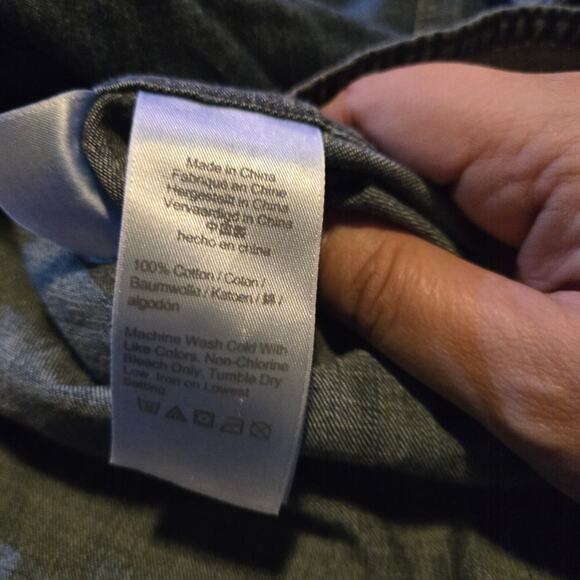 Made in China
Fabriqué en Chine
Hergestellt in China
Vervaardigd in China
中国製
hecho en china
100% Cotton / Coton /
Baumwolle / Katoen / 綿 /
algodón
Machine Wash Cold With
Like Colors, Non-Chlorine
Bleach Only, Tumble Dry
Low, Iron on Lowest
Setting